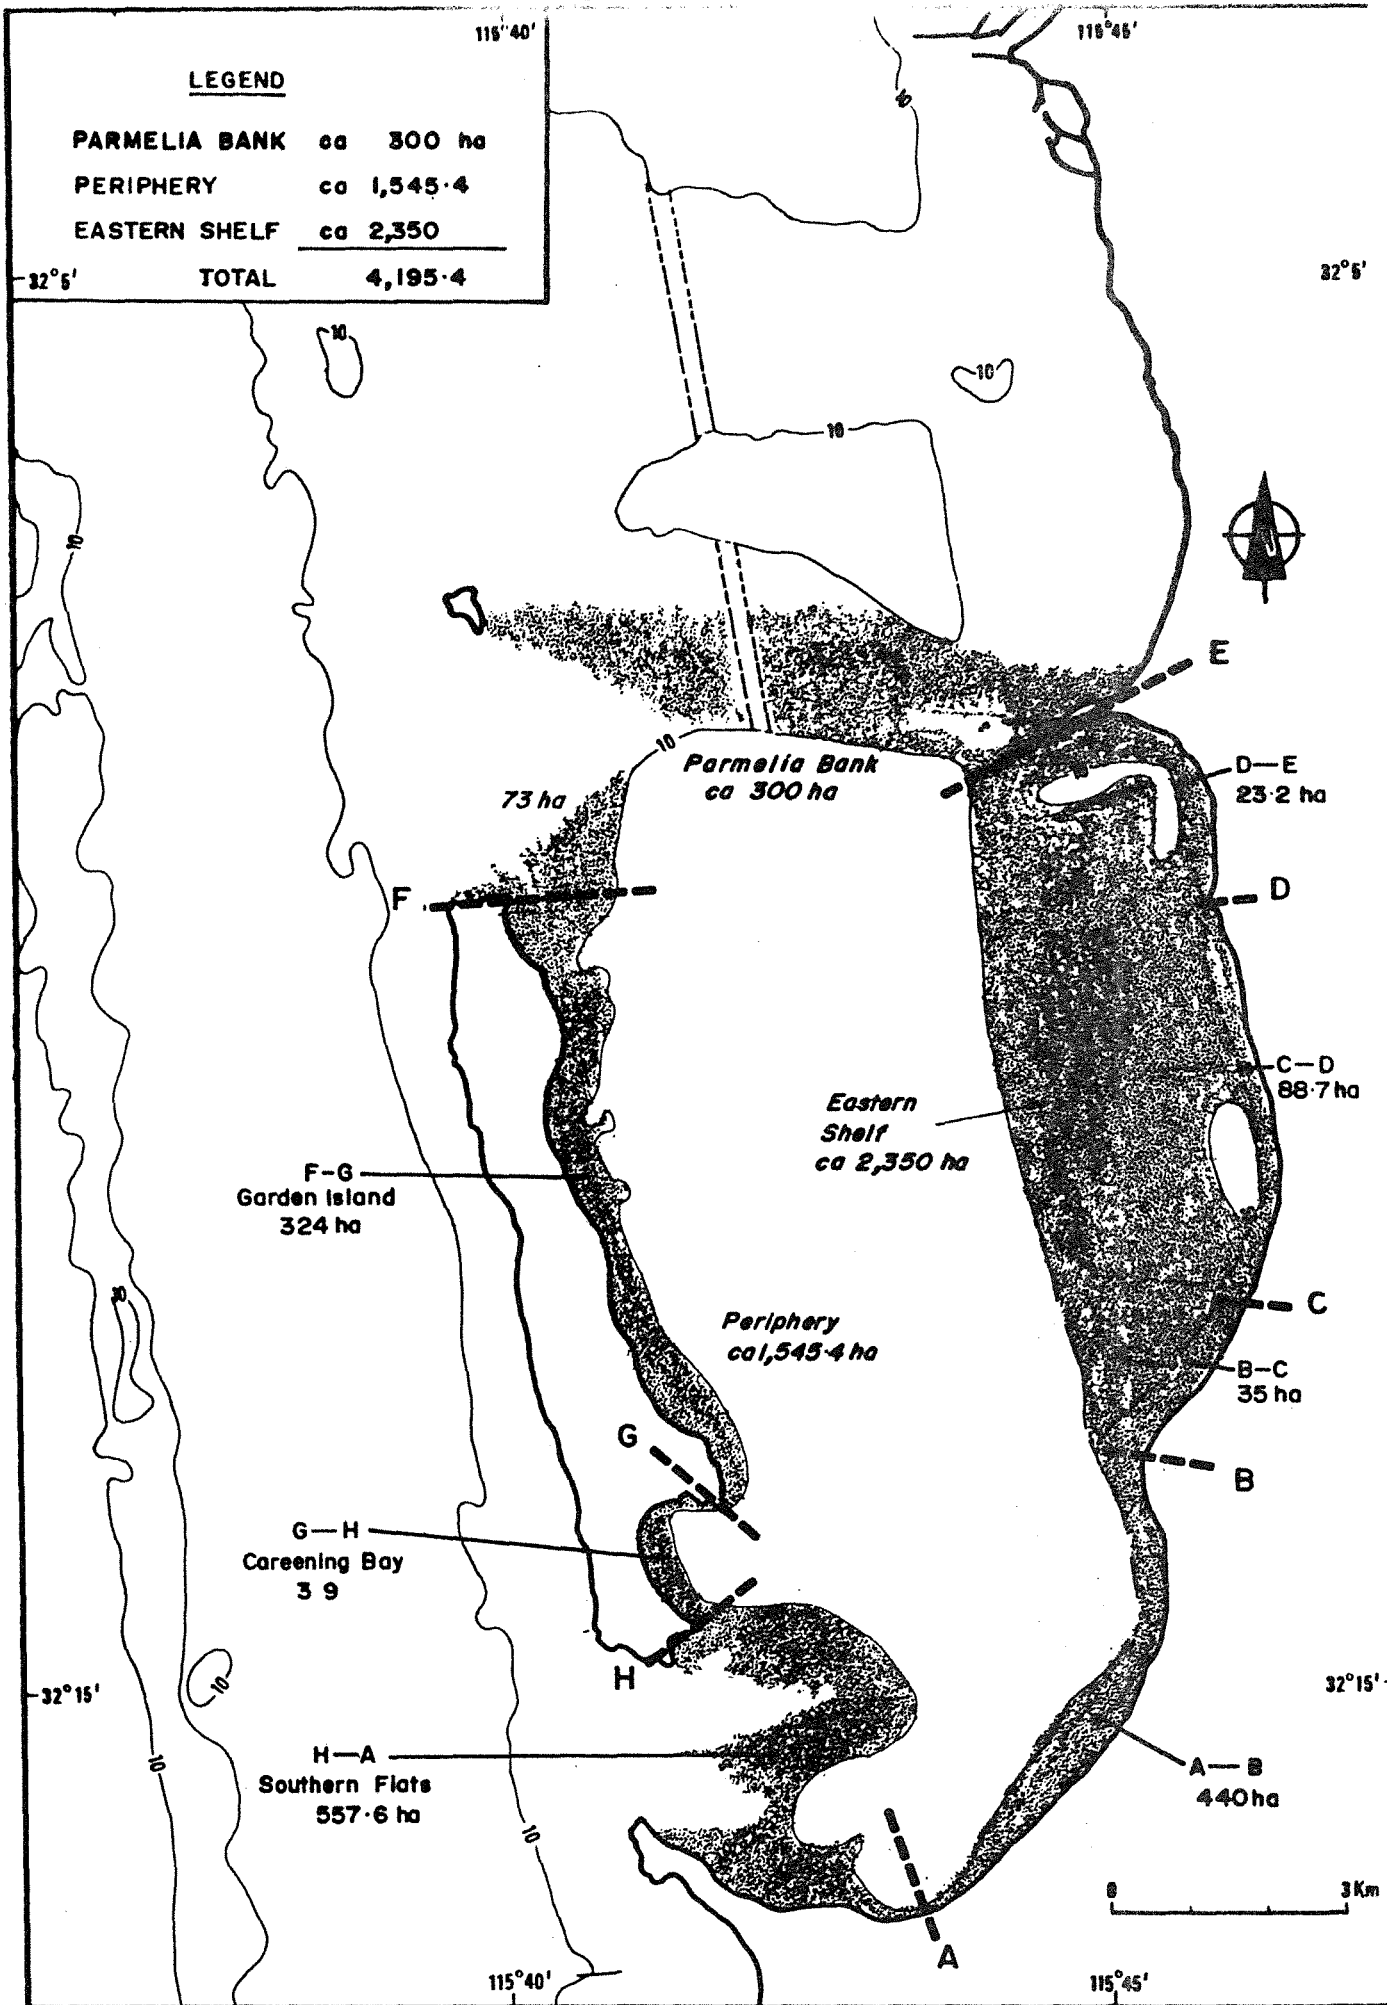 115°40'
115°45'
LEGEND
PARMELIA BANK ca 300 ha
PERIPHERY ca 1,545·4
EASTERN SHELF ca 2,350
TOTAL 4,195·4
32°5'
32°5'
10
10
10
10
10
E
10
Parmelia Bank
ca 300 ha
D—E
23·2 ha
73 ha
F
D
C—D
88·7 ha
Eastern
Shelf
ca 2,350 ha
F-G
Garden Island
324 ha
10
C
Periphery
ca 1,545·4 ha
B-C
35 ha
G
B
G—H
Careening Bay
3 9
H
10
32°15'
32°15'
10
H—A
Southern Flats
557·6 ha
A—B
440 ha
10
0 3 Km
A
115°40'
115°45'